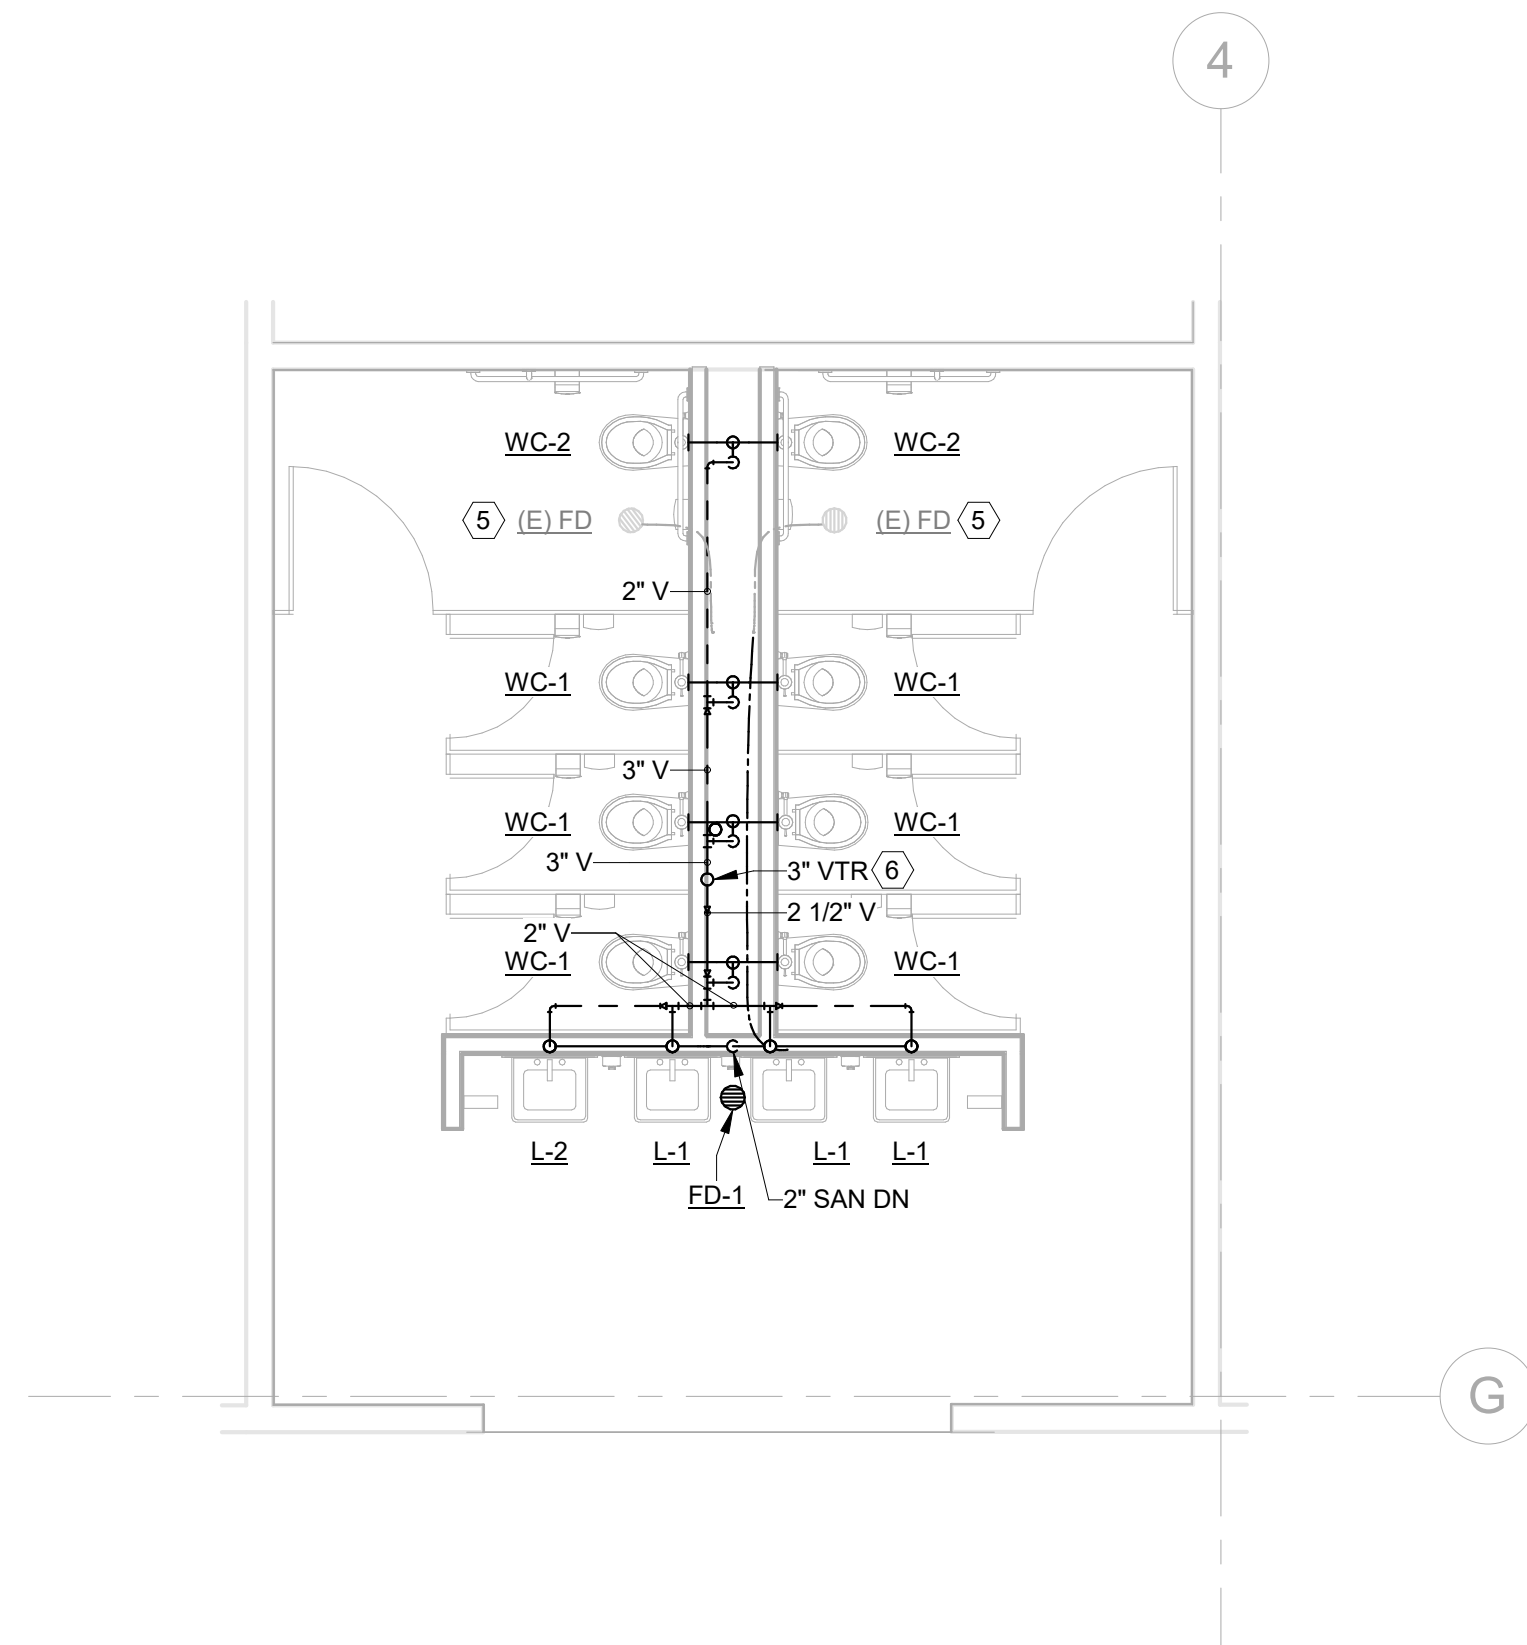 4
WC-2
WC-2
5
(E) FD
(E) FD
5
2" V
WC-1
WC-1
3" V
WC-1
WC-1
3" V
3" VTR
6
2 1/2" V
2" V
WC-1
WC-1
L-2
L-1
L-1
L-1
FD-1
2" SAN DN
G